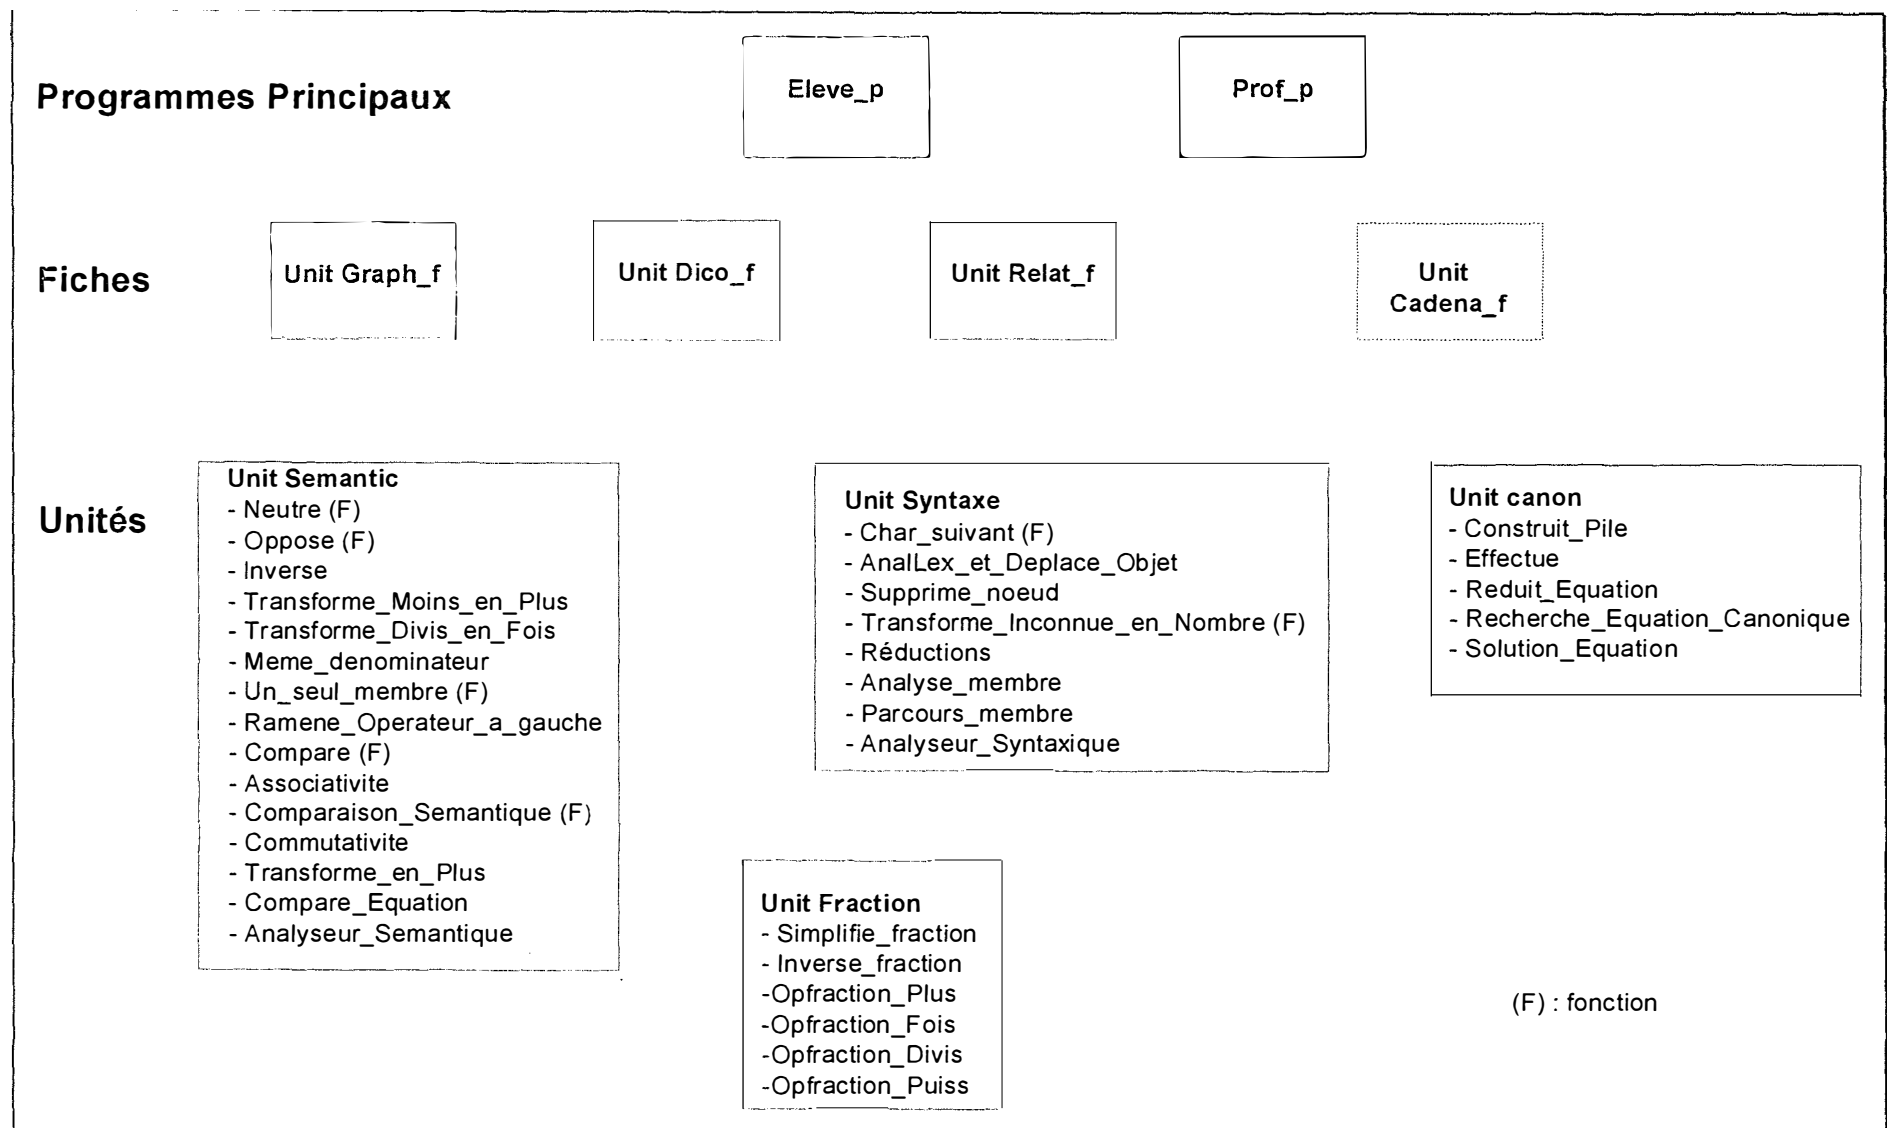 Programmes Principaux
Eleve_p
Prof_p
Fiches
Unit Graph_f
Unit Dico_f
Unit Relat_f
Unit
Cadena_f
Unités
Unit Semantic
- Neutre (F)
- Oppose (F)
- Inverse
- Transforme_Moins_en_Plus
- Transforme_Divis_en_Fois
- Meme_denominateur
- Un_seul_membre (F)
- Ramene_Operateur_a_gauche
- Compare (F)
- Associativite
- Comparaison_Semantique (F)
- Commutativite
- Transforme_en_Plus
- Compare_Equation
- Analyseur_Semantique
Unit Syntaxe
- Char_suivant (F)
- AnalLex_et_Deplace_Objet
- Supprime_noeud
- Transforme_Inconnue_en_Nombre (F)
- Réductions
- Analyse_membre
- Parcours_membre
- Analyseur_Syntaxique
Unit canon
- Construit_Pile
- Effectue
- Reduit_Equation
- Recherche_Equation_Canonique
- Solution_Equation
Unit Fraction
- Simplifie_fraction
- Inverse_fraction
-Opfraction_Plus
-Opfraction_Fois
-Opfraction_Divis
-Opfraction_Puiss
(F) : fonction